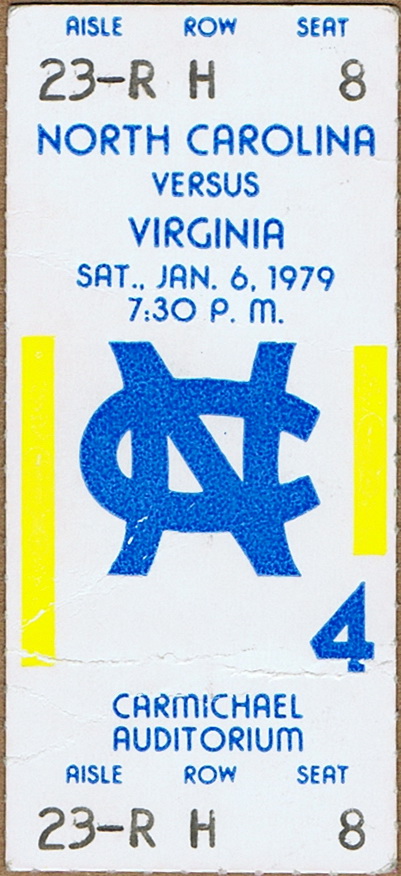 AISLE ROW SEAT
23-R H 8
NORTH CAROLINA
VERSUS
VIRGINIA
SAT., JAN. 6, 1979
7:30 P. M.
NC
4
CARMICHAEL
AUDITORIUM
AISLE ROW SEAT
23-R H 8